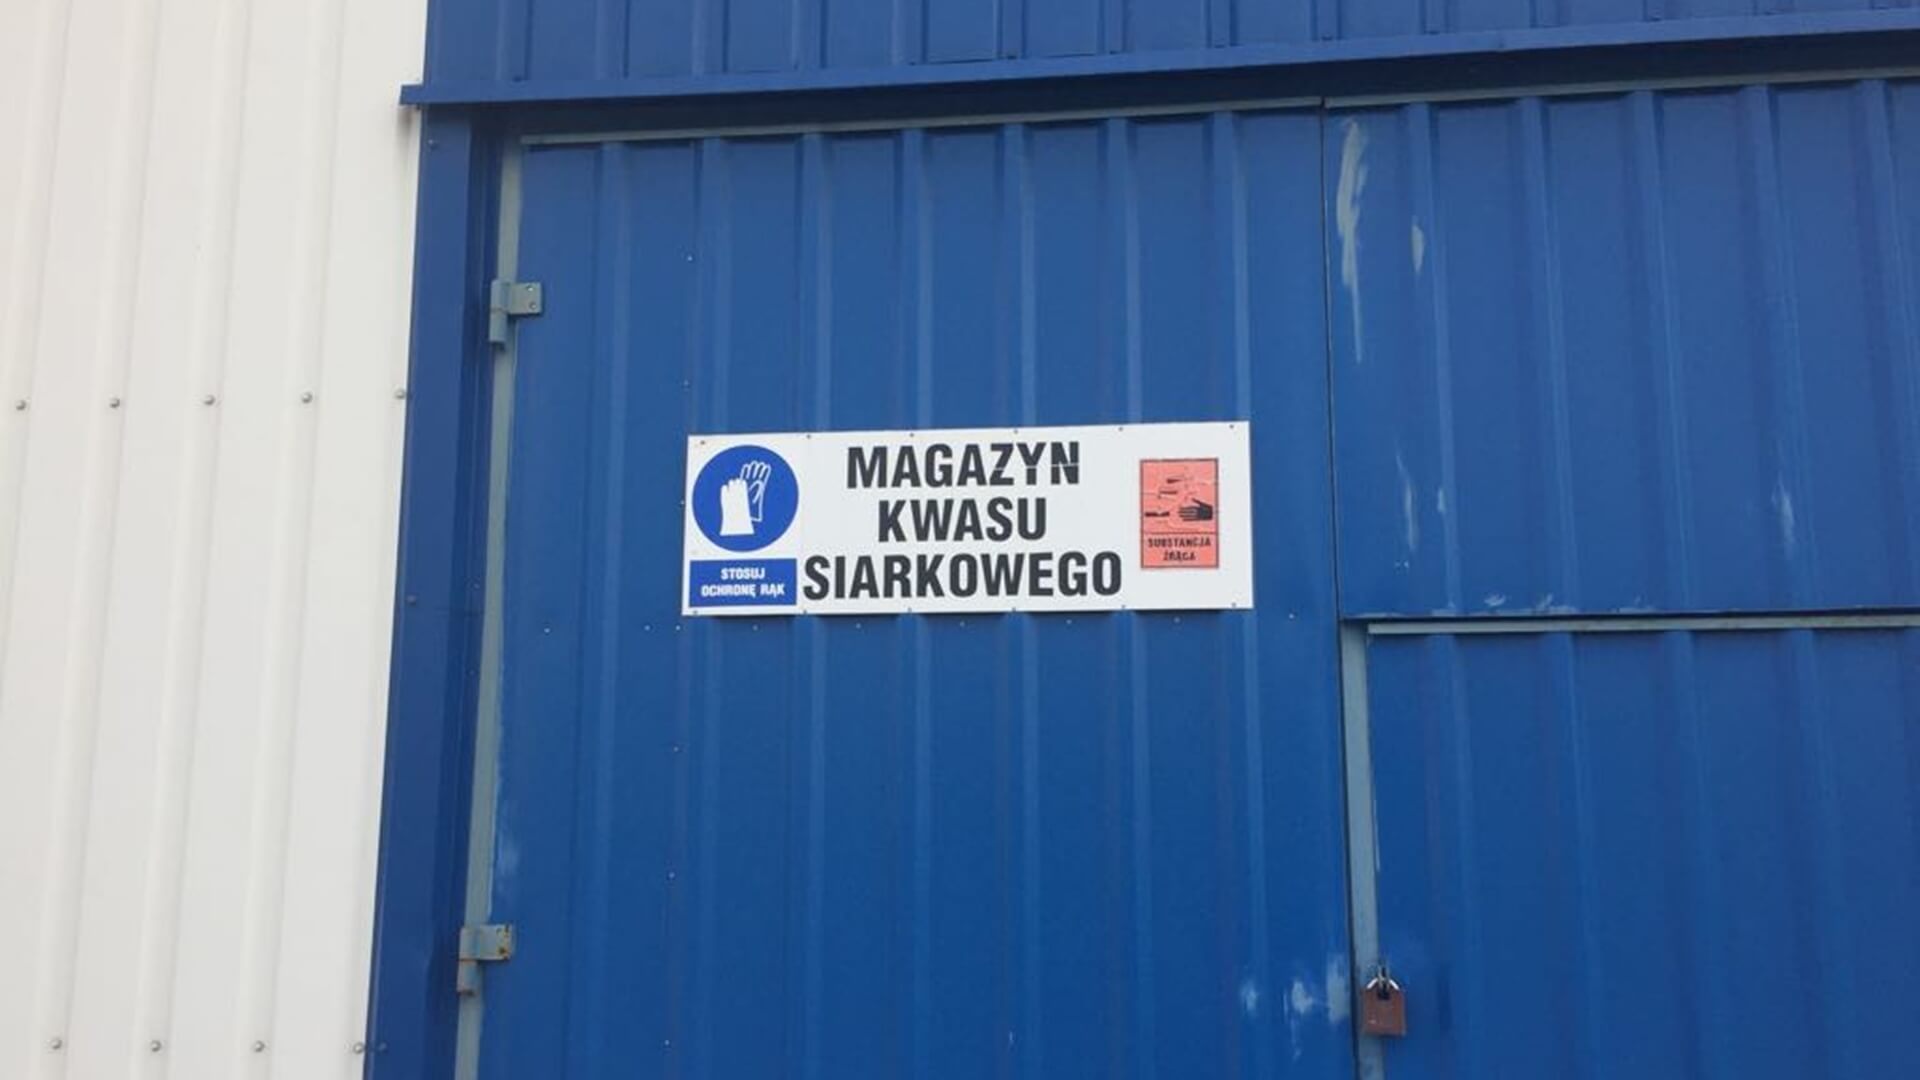 MAGAZYN
KWASU
SIARKOWEGO
STOSUJ
OCHRONĘ RĄK
SUBSTANCJA
ŻRĄCA